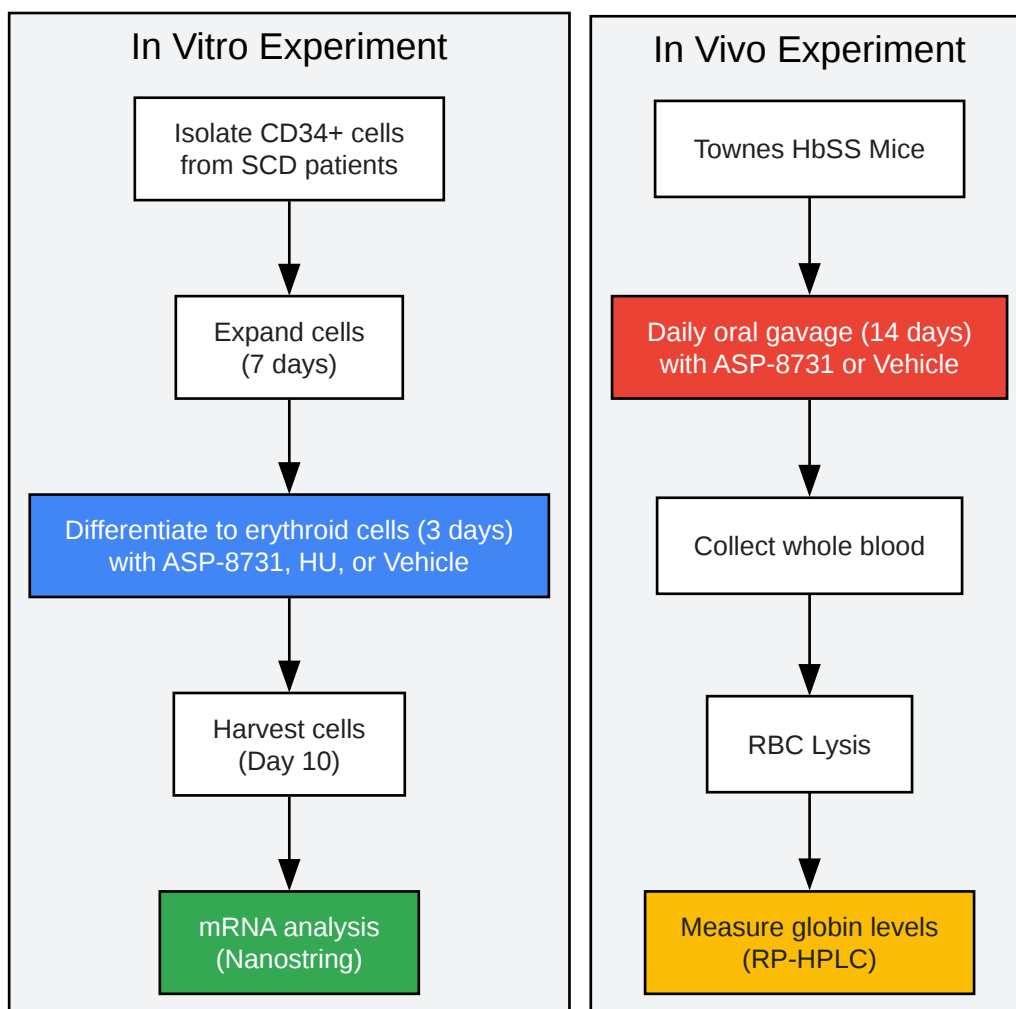 In Vitro Experiment
Isolate CD34+ cells
from SCD patients
Expand cells
(7 days)
Differentiate to erythroid cells (3 days)
with ASP-8731, HU, or Vehicle
Harvest cells
(Day 10)
mRNA analysis
(Nanostring)
In Vivo Experiment
Townes HbSS Mice
Daily oral gavage (14 days)
with ASP-8731 or Vehicle
Collect whole blood
RBC Lysis
Measure globin levels
(RP-HPLC)